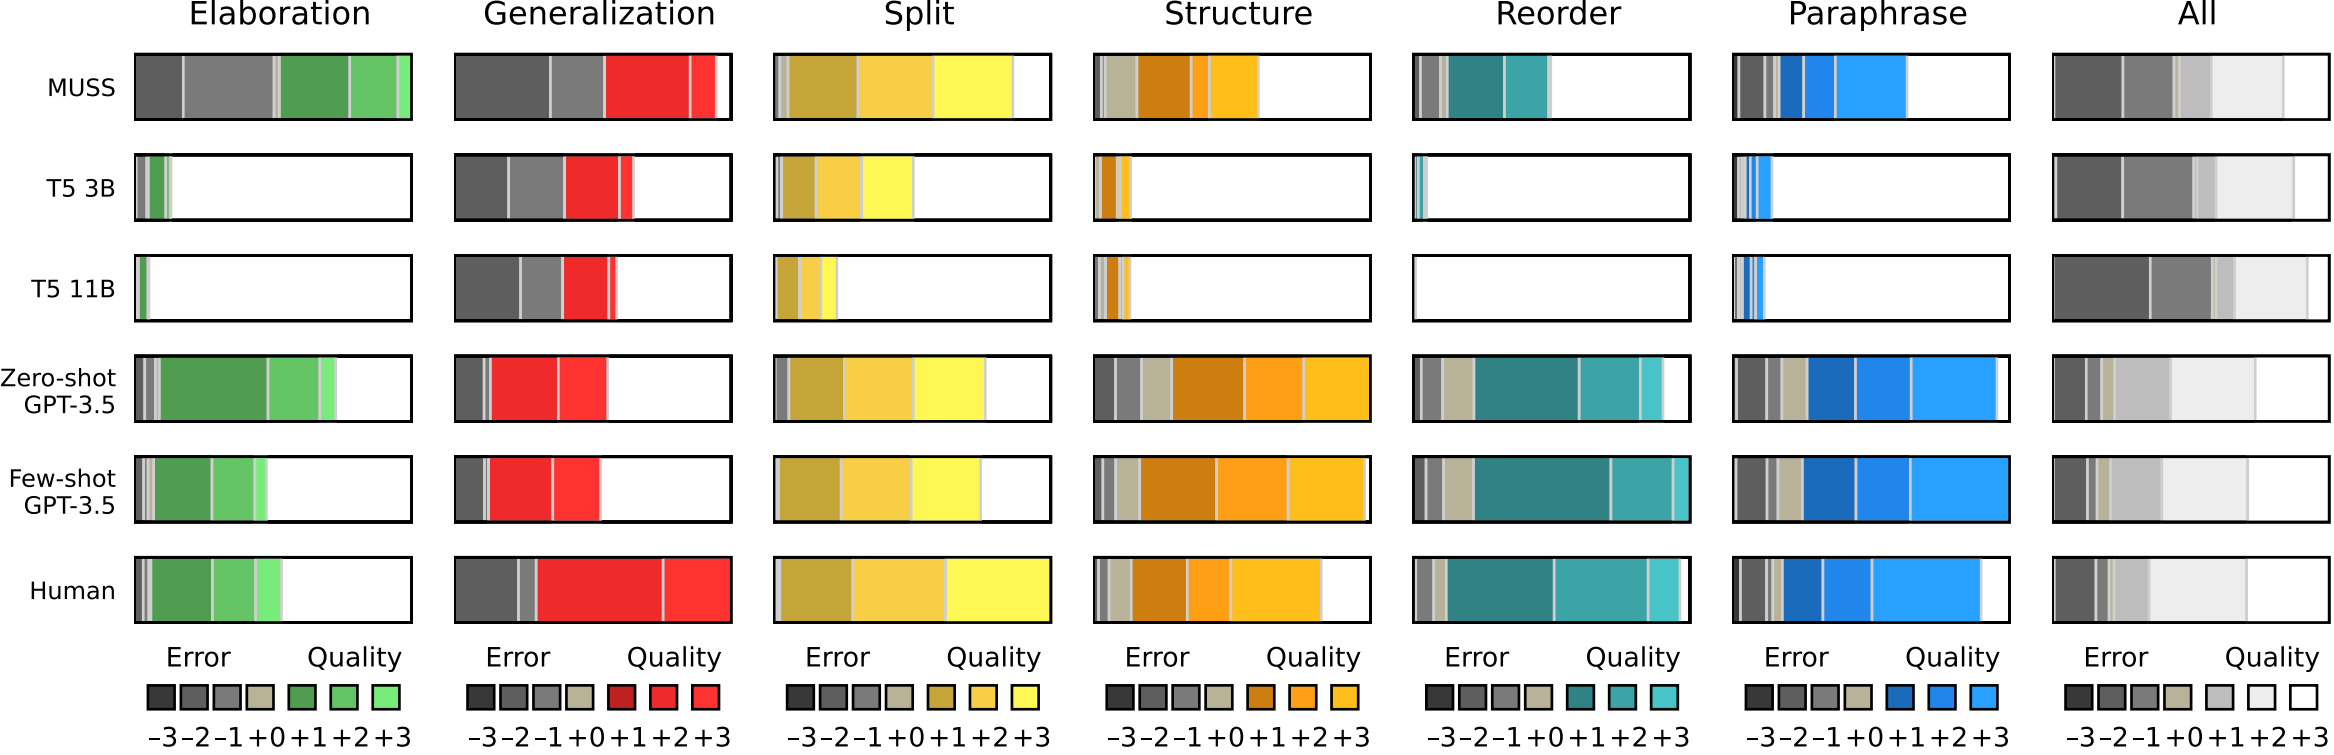 Elaboration Generalization Split Structure Reorder Paraphrase All
MUSS
T5 3B
T5 11B
Zero-shot
GPT-3.5
Few-shot
GPT-3.5
Human
Error Quality Error Quality Error Quality Error Quality Error Quality Error Quality Error Quality
–3 –2 –1 +0 +1 +2 +3 –3 –2 –1 +0 +1 +2 +3 –3 –2 –1 +0 +1 +2 +3 –3 –2 –1 +0 +1 +2 +3 –3 –2 –1 +0 +1 +2 +3 –3 –2 –1 +0 +1 +2 +3 –3 –2 –1 +0 +1 +2 +3